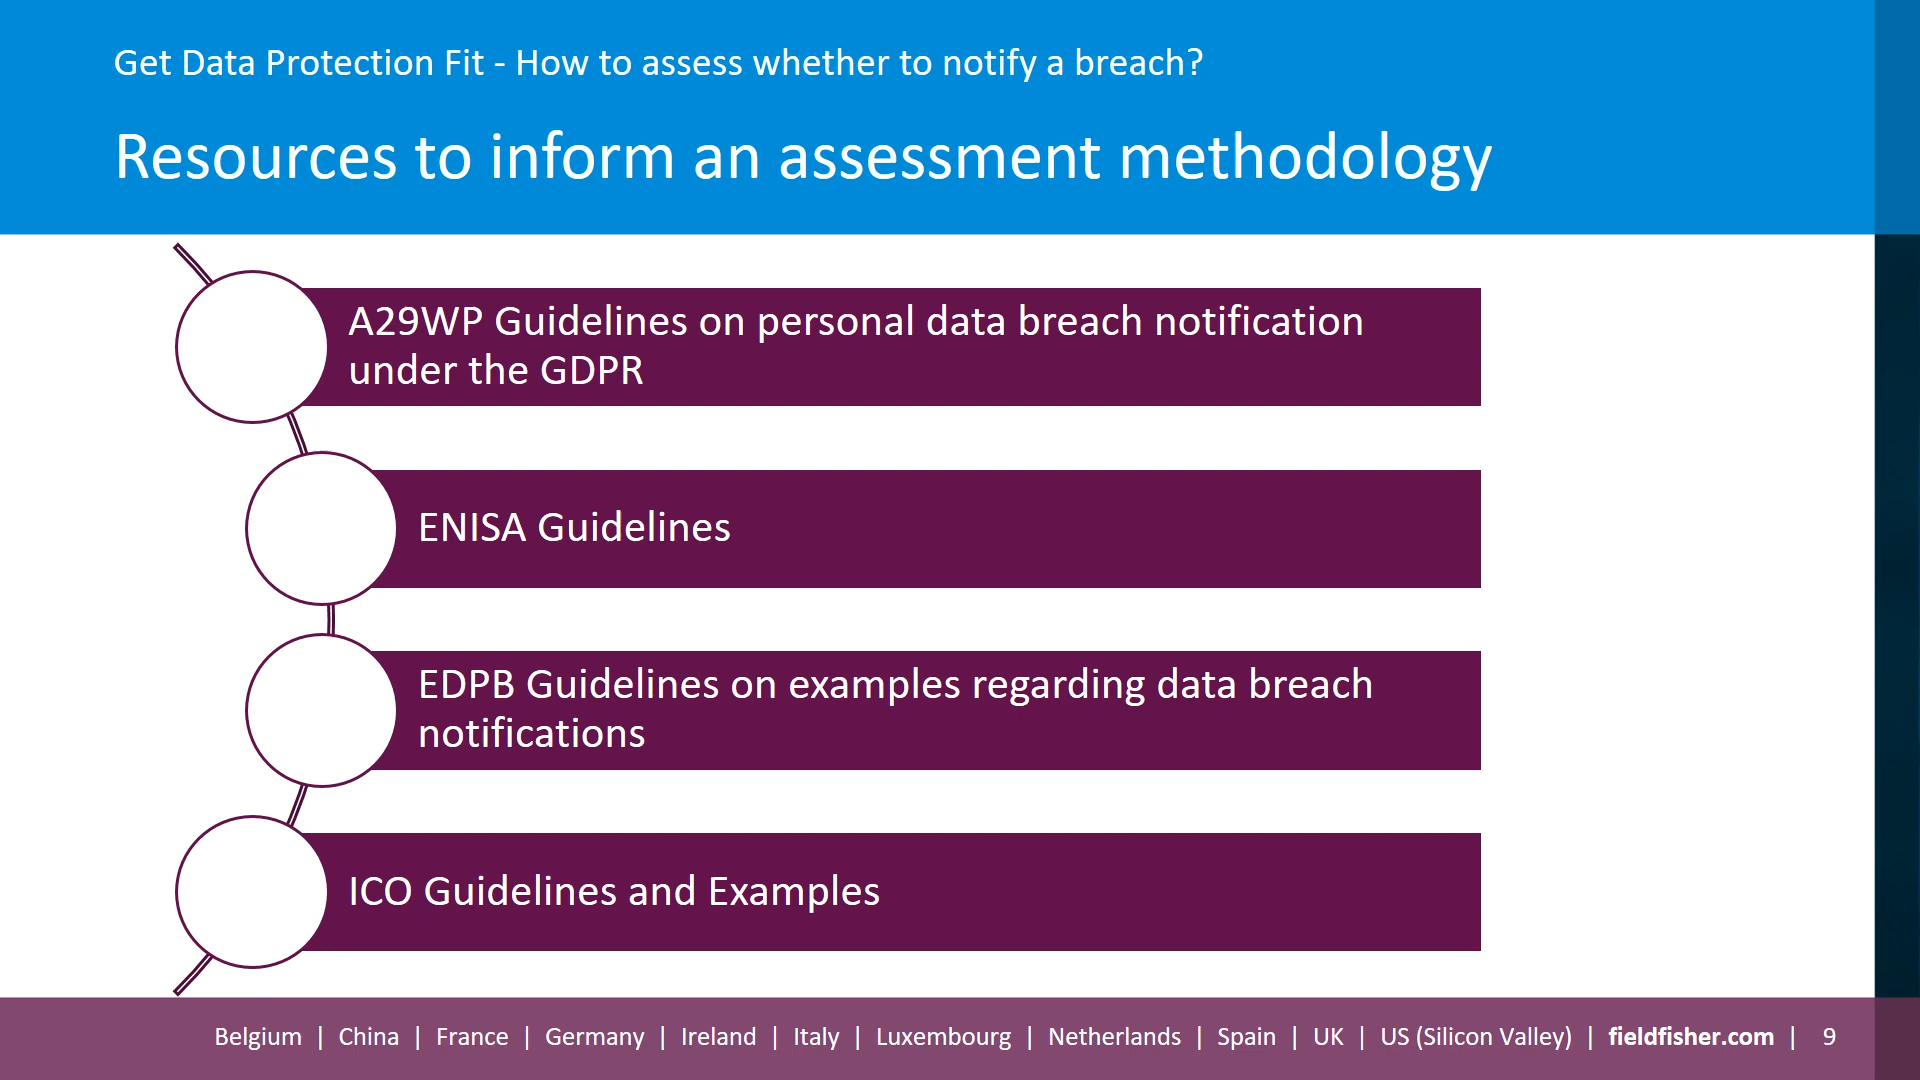 Get Data Protection Fit - How to assess whether to notify a breach?
Resources to inform an assessment methodology
A29WP Guidelines on personal data breach notification
under the GDPR
ENISA Guidelines
EDPB Guidelines on examples regarding data breach
notifications
ICO Guidelines and Examples
Belgium | China | France | Germany | Ireland | Italy | Luxembourg | Netherlands | Spain | UK | US (Silicon Valley) | fieldfisher.com | 9